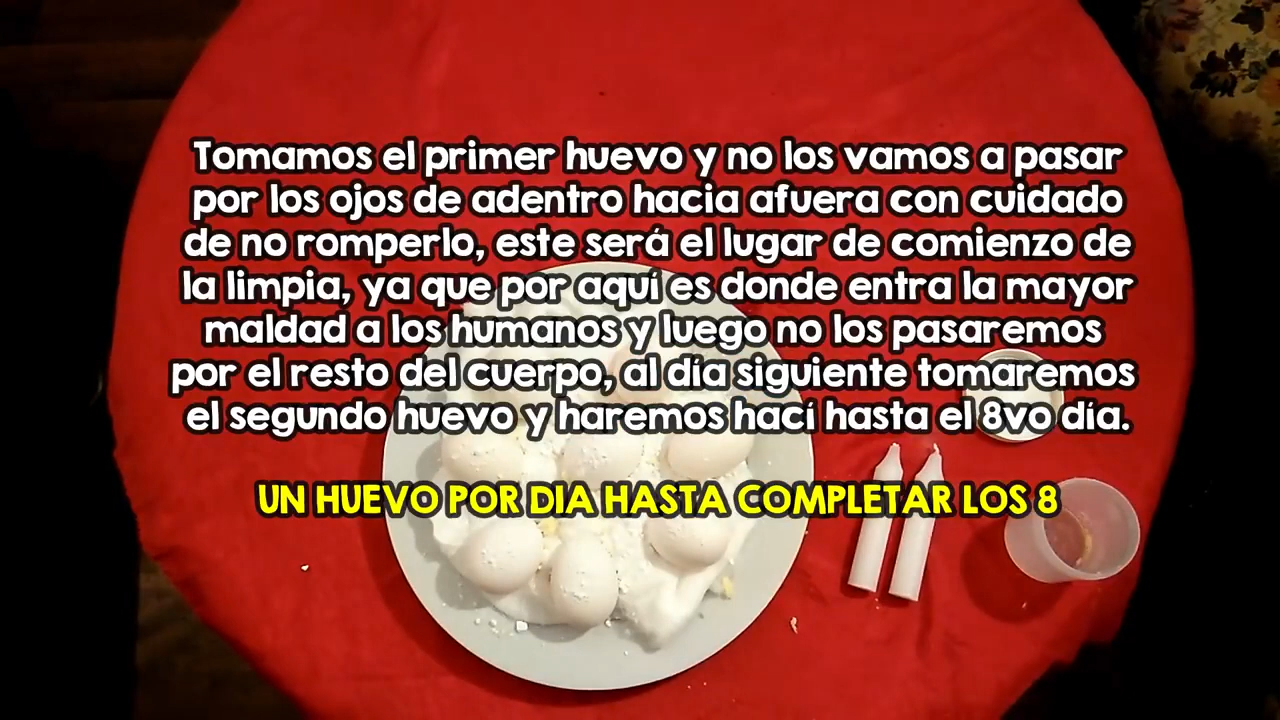 Tomamos el primer huevo y no los vamos a pasar
por los ojos de adentro hacia afuera con cuidado
de no romperlo, este será el lugar de comienzo de
la limpia, ya que por aquí es donde entra la mayor
maldad a los humanos y luego no los pasaremos
por el resto del cuerpo, al día siguiente tomaremos
el segundo huevo y haremos hací hasta el 8vo día.
UN HUEVO POR DIA HASTA COMPLETAR LOS 8